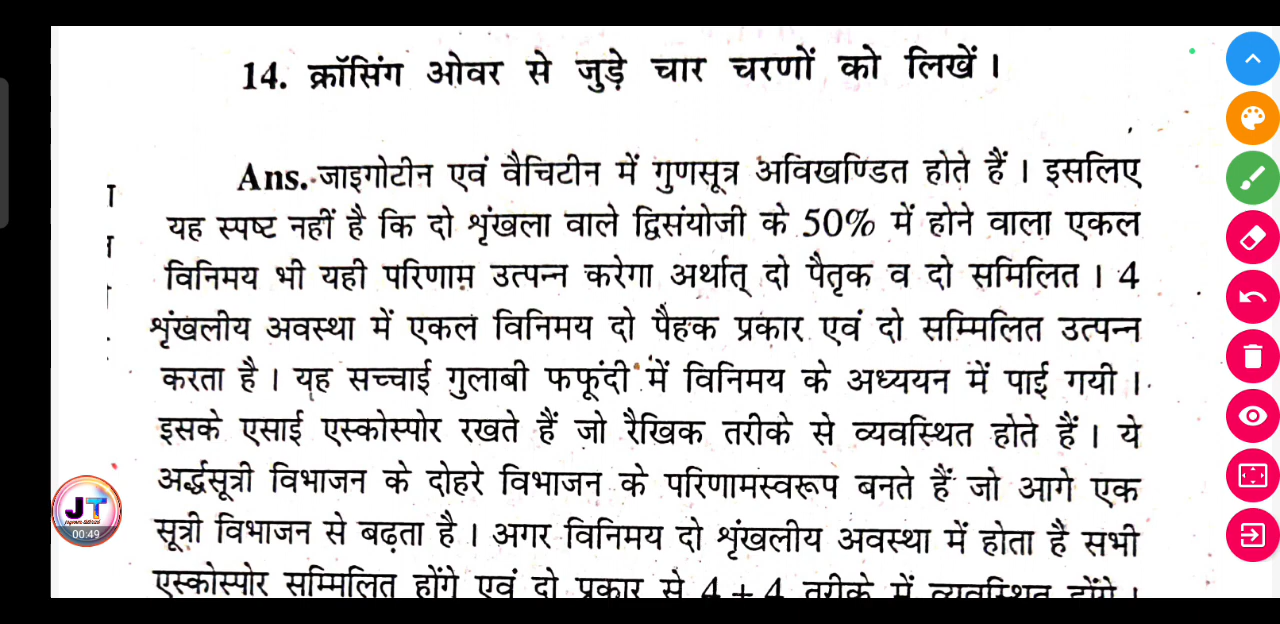 14. क्रॉसिंग ओवर से जुड़े चार चरणों को लिखें ।
Ans. जाइगोटीन एवं वैचिटीन में गुणसूत्र अविखण्डित होते हैं । इसलिए
यह स्पष्ट नहीं है कि दो शृंखला वाले द्विसंयोजी के 50% में होने वाला एकल
विनिमय भी यही परिणाम उत्पन्न करेगा अर्थात् दो पैतृक व दो समिलित । 4
शृंखलीय अवस्था में एकल विनिमय दो पैहक प्रकार एवं दो सम्मिलित उत्पन्न
करता है । यह सच्चाई गुलाबी फफूंदी में विनिमय के अध्ययन में पाई गयी ।
इसके एसाई एस्कोस्पोर रखते हैं जो रैखिक तरीके से व्यवस्थित होते हैं । ये
अर्द्धसूत्री विभाजन के दोहरे विभाजन के परिणामस्वरूप बनते हैं जो आगे एक
सूत्री विभाजन से बढ़ता है । अगर विनिमय दो शृंखलीय अवस्था में होता है सभी
एस्कोस्पोर सम्मिलित होंगे एवं दो प्रकार से 4 + 4 तरीके में व्यवस्थित होंगे ।
JT
00:49